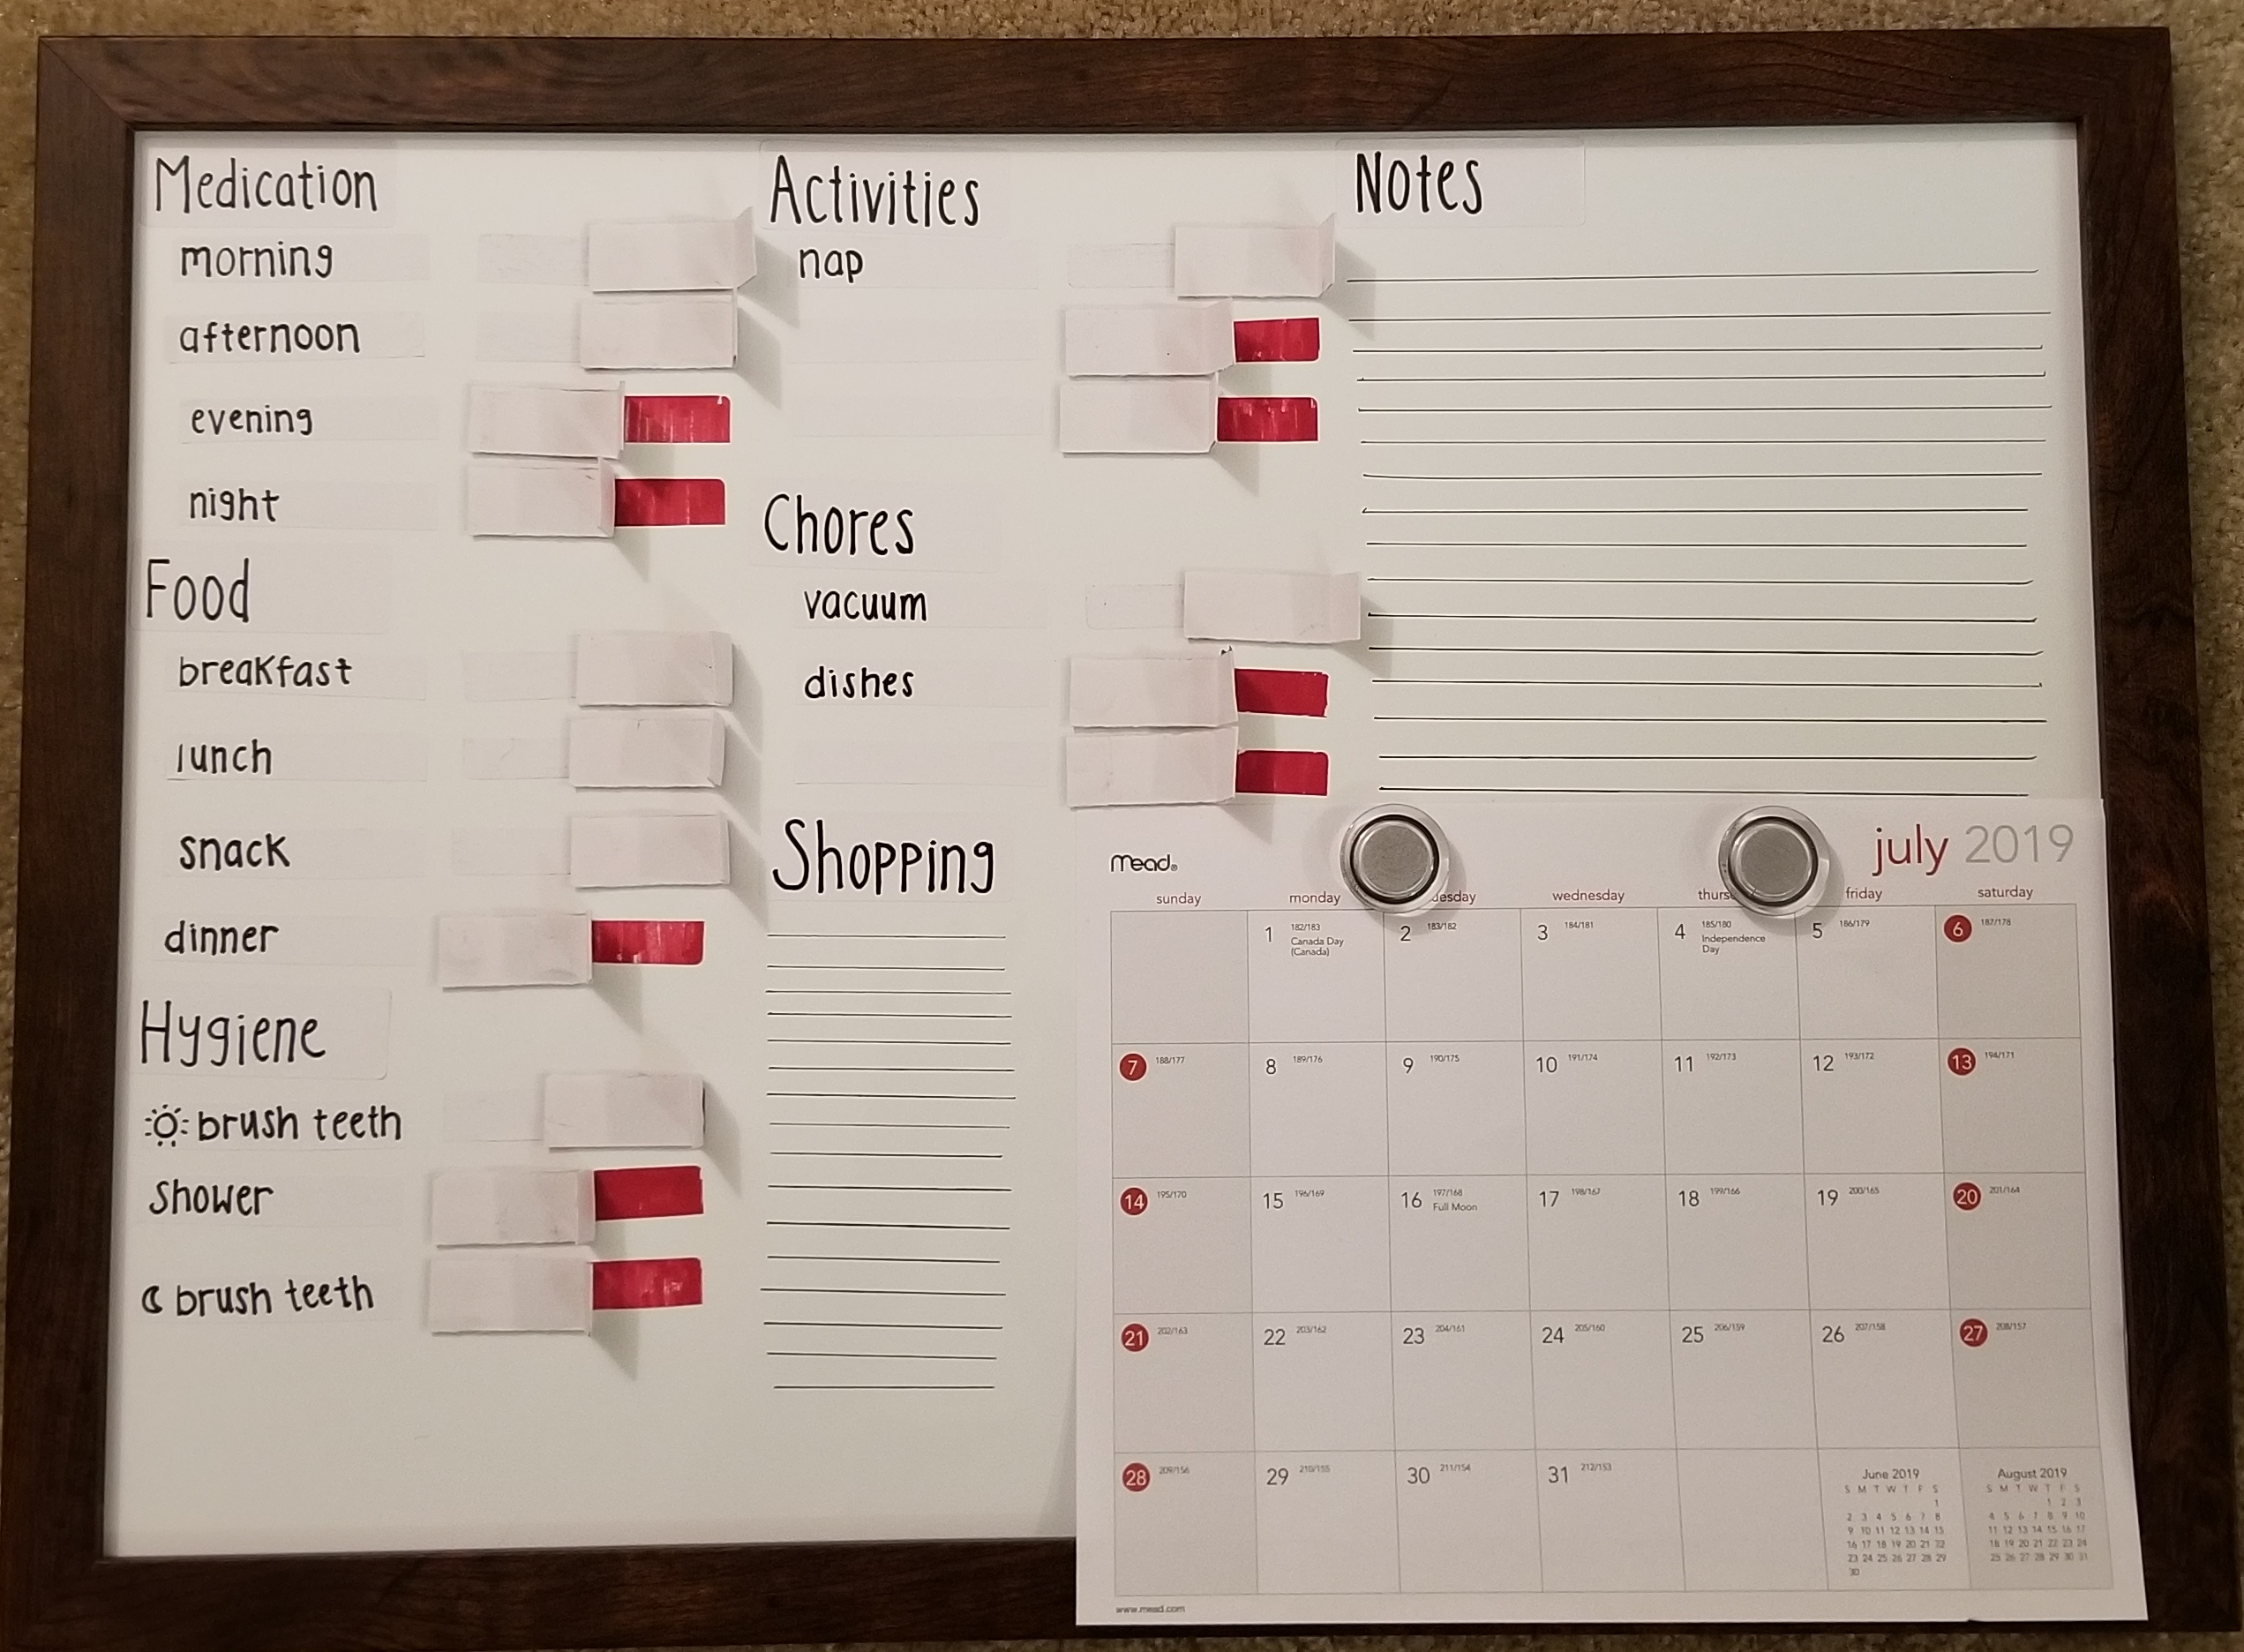 Medication
morning
afternoon
evening
night
Food
breakfast
lunch
snack
dinner
Hygiene
brush teeth
shower
brush teeth
Activities
nap
Chores
vacuum
dishes
Shopping
Notes
Mead
july 2019
sunday monday wednesday friday saturday
1 182/183 2 183/182 3 184/181 4 185/180 5 186/179 6 187/178
Canada Day Independence
(Canada) Day
7 188/177 8 189/176 9 190/175 10 191/174 11 192/173 12 193/172 13 194/171
14 195/170 15 196/169 16 197/168 17 198/167 18 199/166 19 200/165 20 201/164
Full Moon
21 202/163 22 203/162 23 204/161 24 205/160 25 206/159 26 207/158 27 208/157
28 209/156 29 210/155 30 211/154 31 212/153
June 2019
S M T W T F S
1
2 3 4 5 6 7 8
9 10 11 12 13 14 15
16 17 18 19 20 21 22
23 24 25 26 27 28 29
30
August 2019
S M T W T F S
1 2 3
4 5 6 7 8 9 10
11 12 13 14 15 16 17
18 19 20 21 22 23 24
25 26 27 28 29 30 31
www.mead.com